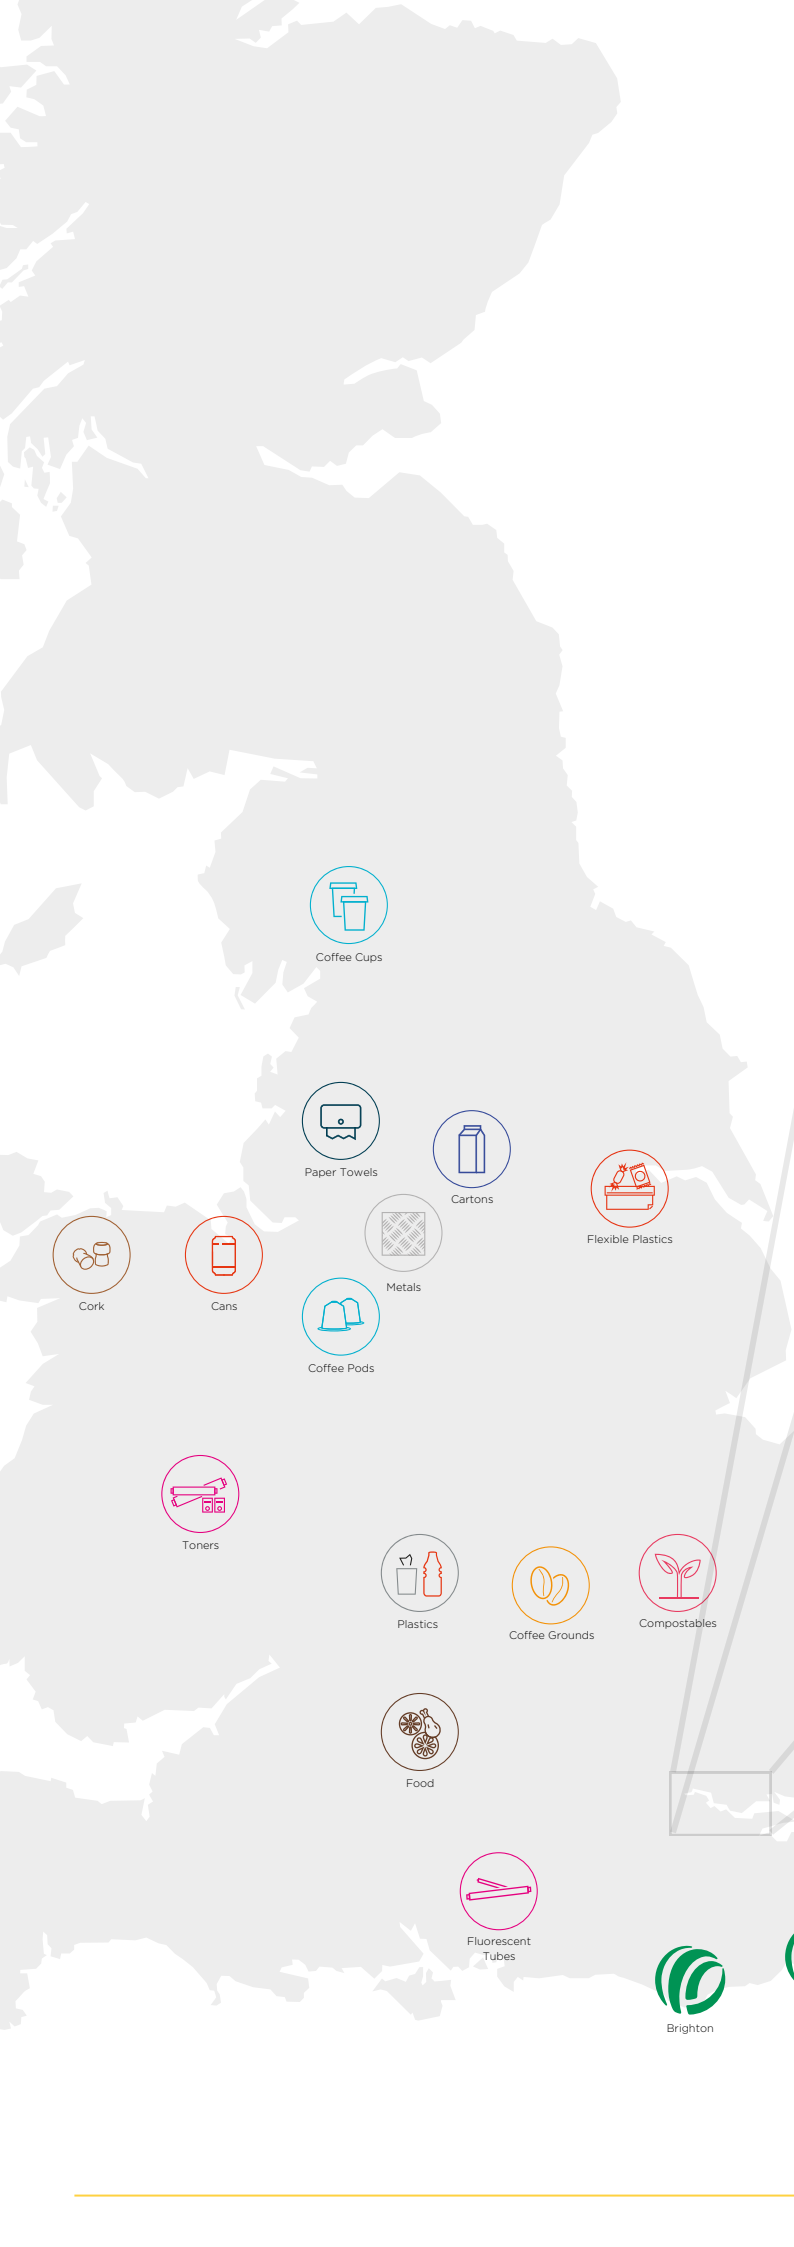 Coffee Cups
Paper Towels
Cartons
Flexible Plastics
Metals
Cork
Cans
Coffee Pods
Toners
Plastics
Coffee Grounds
Compostables
Food
Fluorescent
Tubes
Brighton